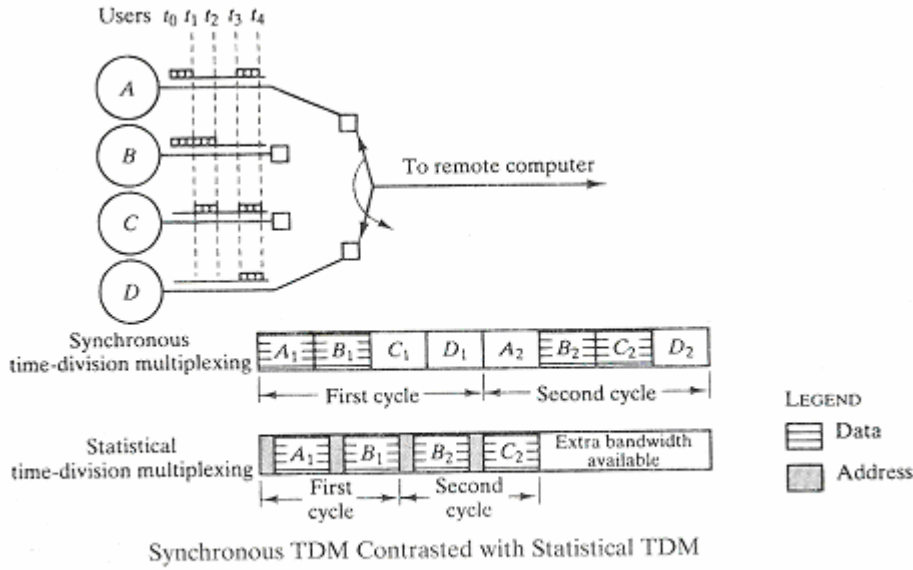 Users t₀ t₁ t₂ t₃ t₄
A
B
To remote computer
C
D
Synchronous
time-division multiplexing
A₁ B₁ C₁ D₁ A₂ B₂ C₂ D₂
First cycle Second cycle
LEGEND
Data
Address
Statistical
time-division multiplexing
A₁ B₁ B₂ C₂ Extra bandwidth
available
First
cycle
Second
cycle
Synchronous TDM Contrasted with Statistical TDM